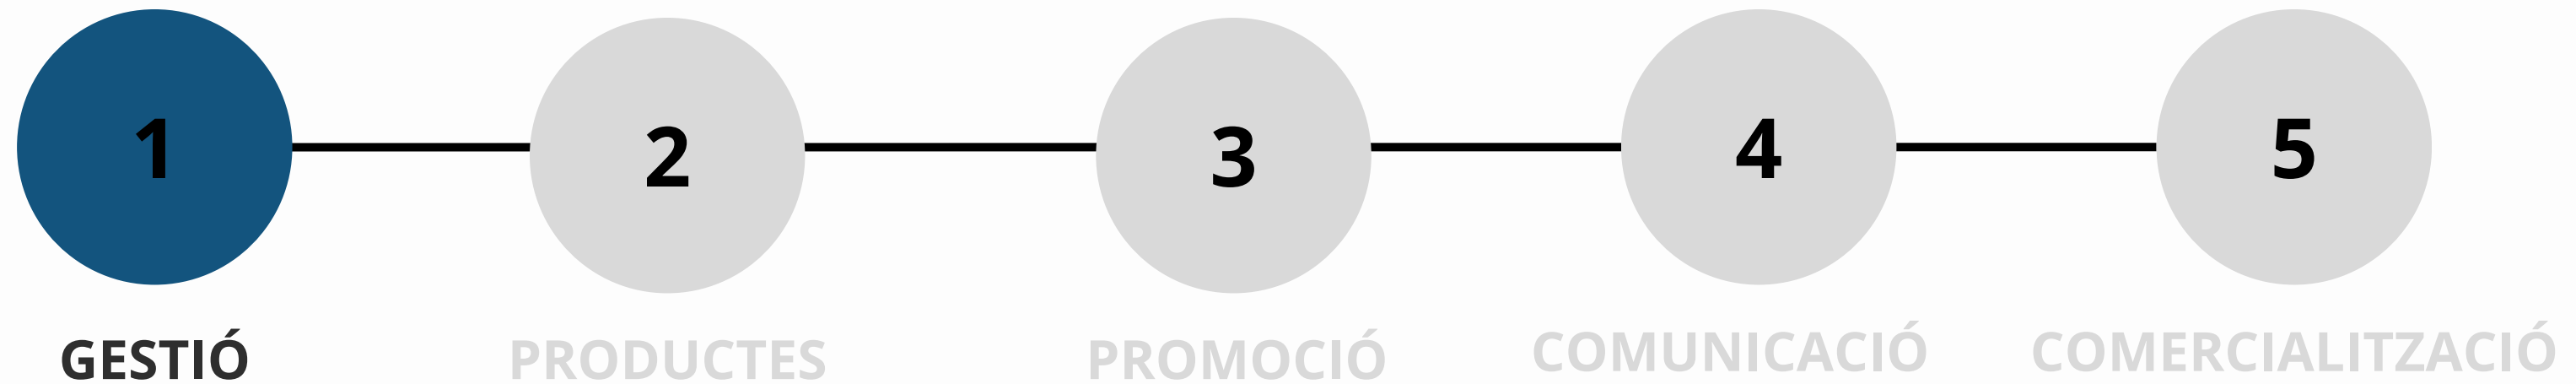 1
2
3
4
5
GESTIÓ
PRODUCTES
PROMOCIÓ
COMUNICACIÓ
COMERCIALITZACIÓ